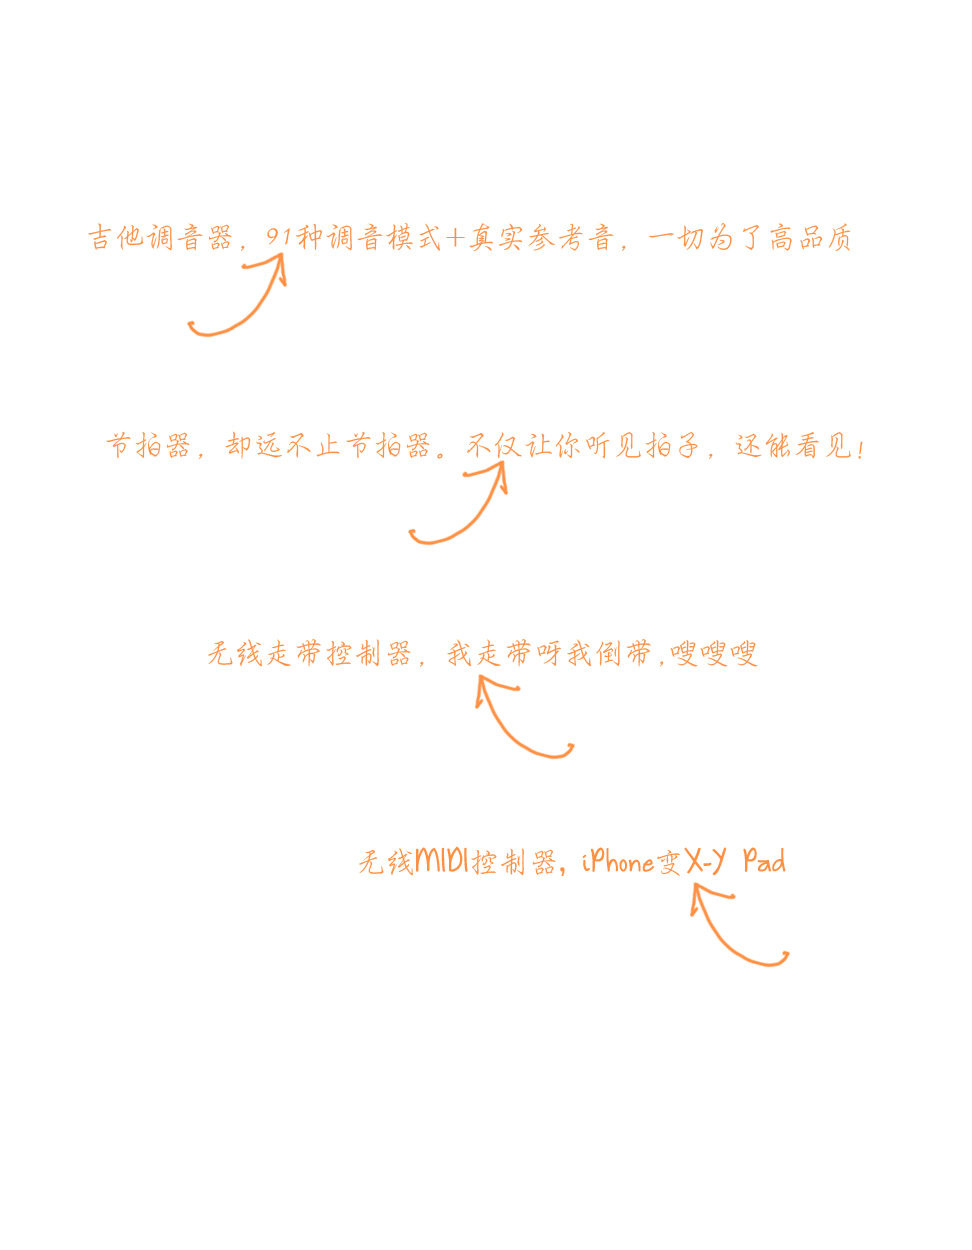 吉他调音器，91种调音模式+真实参考音，一切为了高品质
节拍器，却远不止节拍器。不仅让你听见拍子，还能看见！
无线走带控制器，我走带呀我倒带,嗖嗖嗖
无线MIDI控制器，iPhone变X-Y Pad